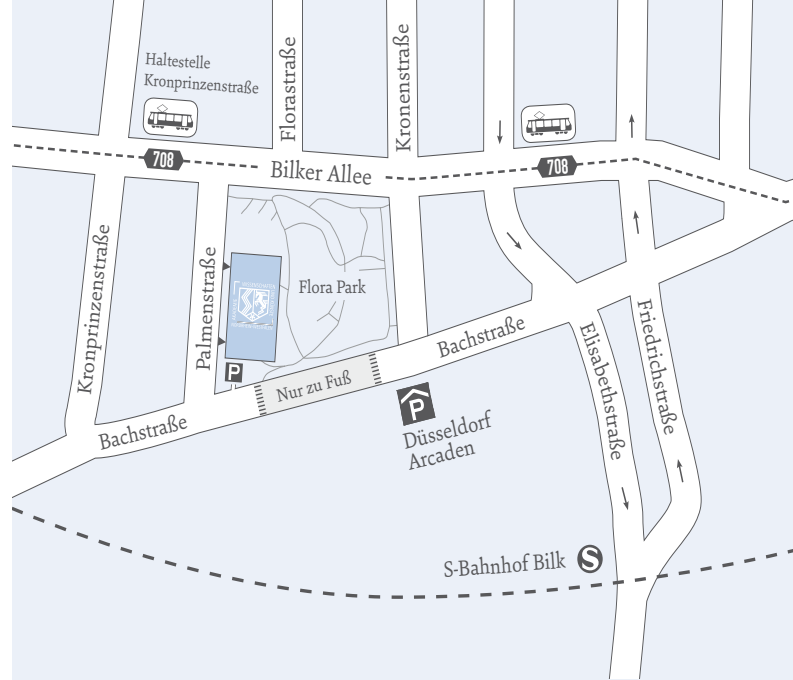 Haltestelle
Kronprinzenstraße
Florastraße
Kronenstraße
708
Bilker Allee
708
Kronprinzenstraße
Palmenstraße
Flora Park
P
Nur zu Fuß
Bachstraße
Bachstraße
P
Düsseldorf
Arcaden
Elisabethstraße
Friedrichstraße
S-Bahnhof Bilk
S